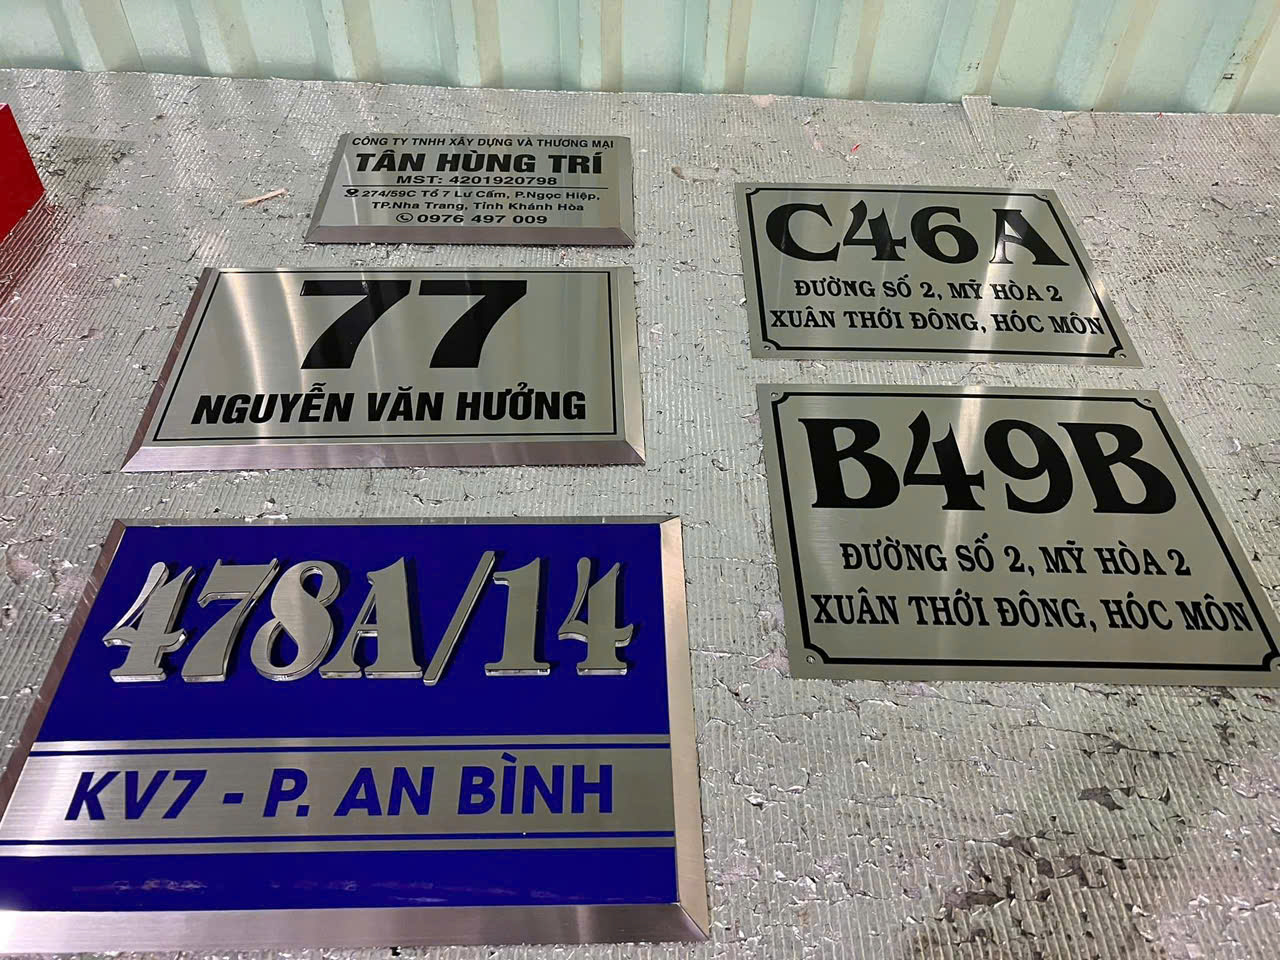 CÔNG TY TNHH XÂY DỰNG VÀ THƯƠNG MẠI
TÂN HÙNG TRÍ
MST: 4201920798
274/59C Tổ 7 Lư Cấm, P.Ngọc Hiệp,
TP.Nha Trang, Tỉnh Khánh Hòa
0976 497 009
77
NGUYỄN VĂN HƯỞNG
478A/14
KV7 - P. AN BÌNH
C46A
ĐƯỜNG SỐ 2, MỸ HÒA 2
XUÂN THỚI ĐÔNG, HÓC MÔN
B49B
ĐƯỜNG SỐ 2, MỸ HÒA 2
XUÂN THỚI ĐÔNG, HÓC MÔN